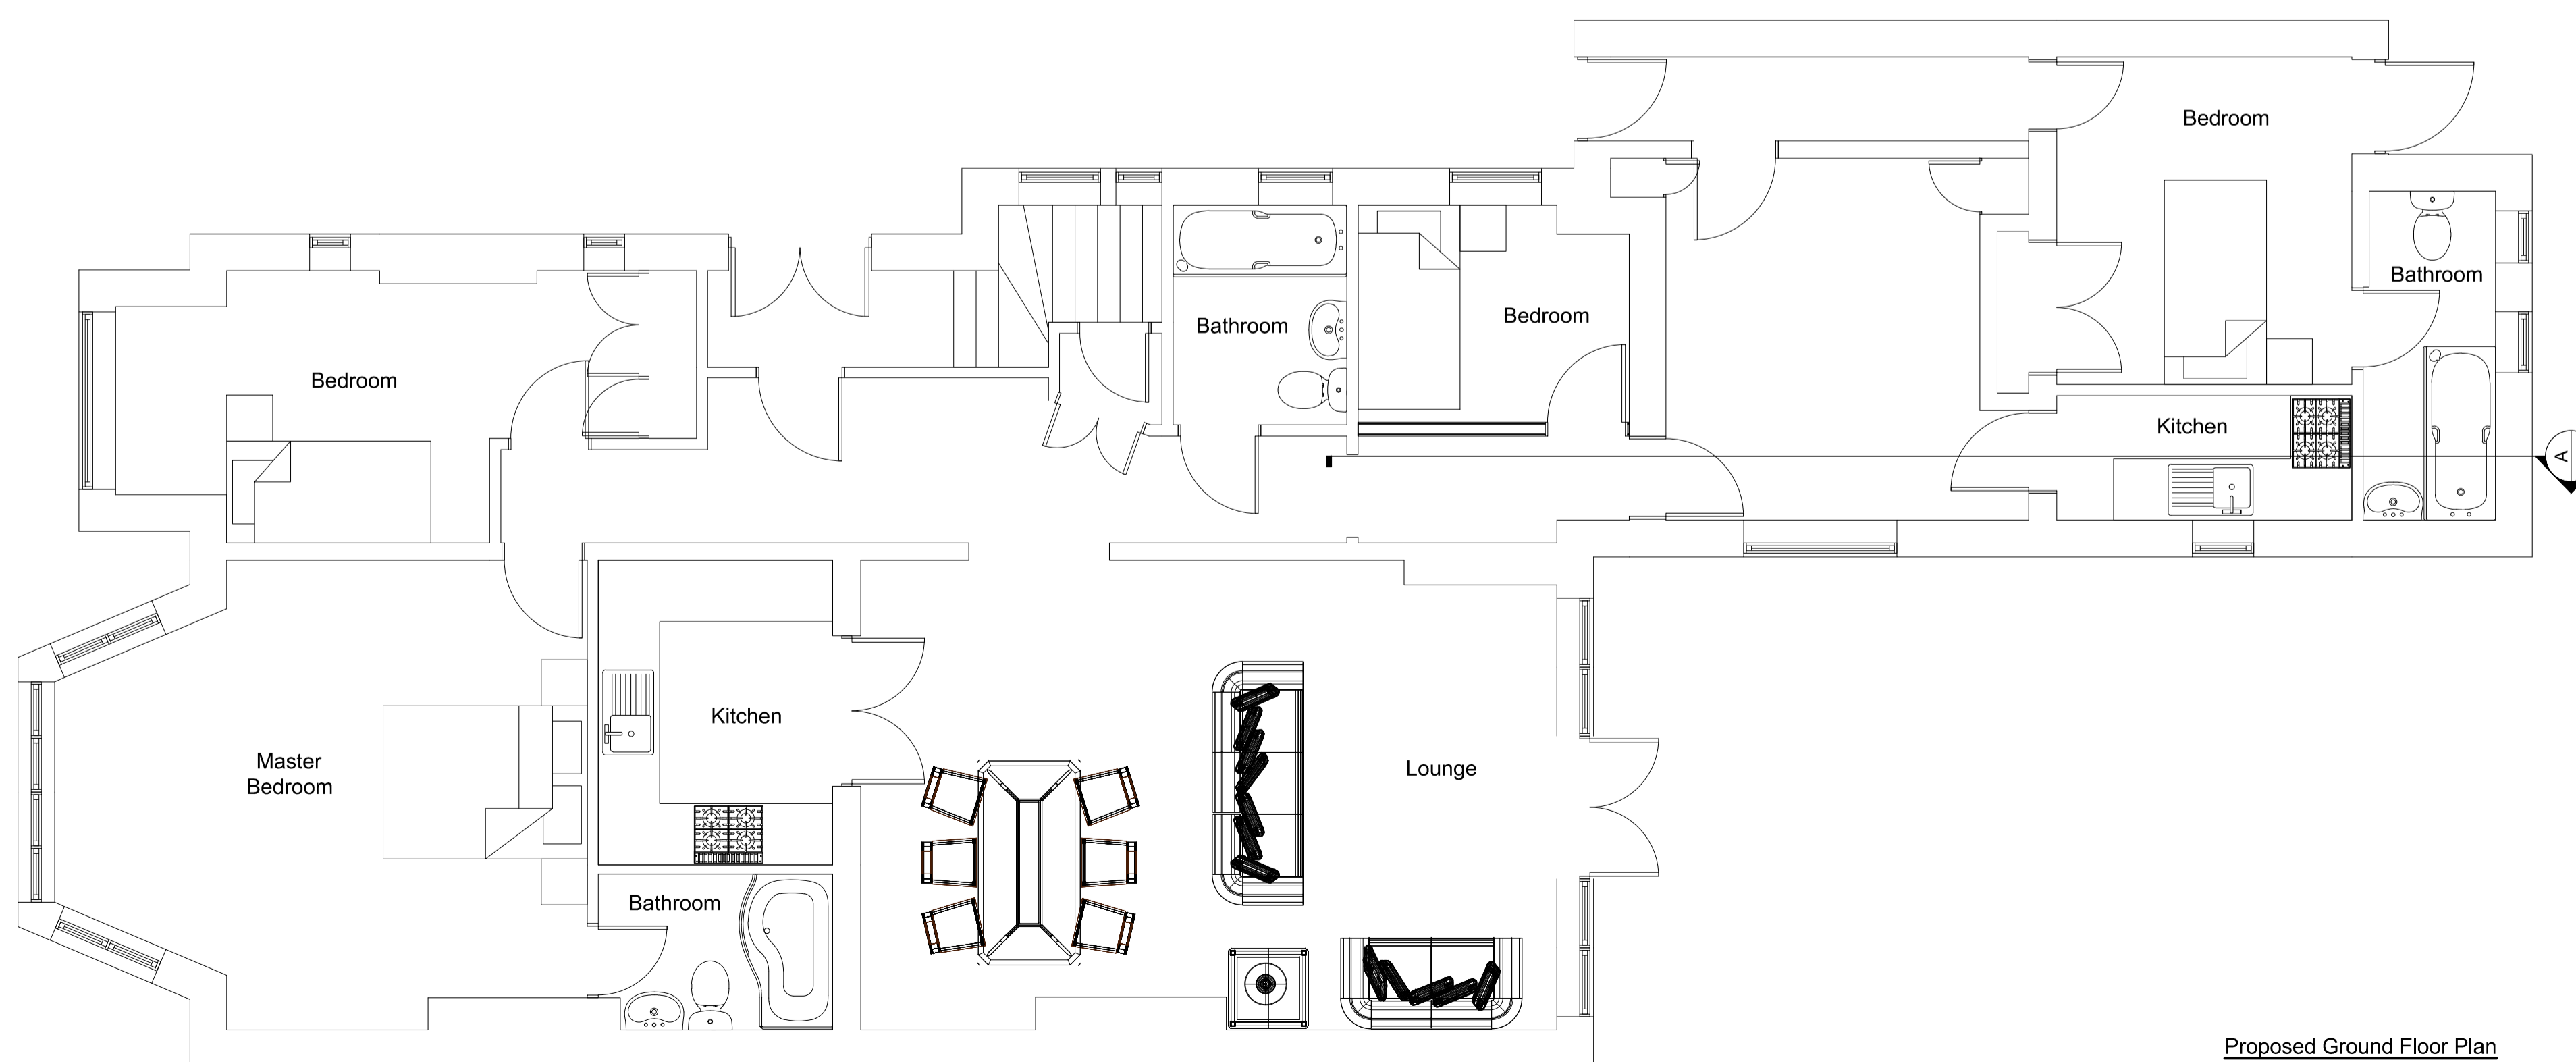 Bedroom
Bathroom
Bathroom
Bedroom
Bedroom
Kitchen
A
Kitchen
Master
Bedroom
Lounge
Bathroom
Proposed Ground Floor Plan